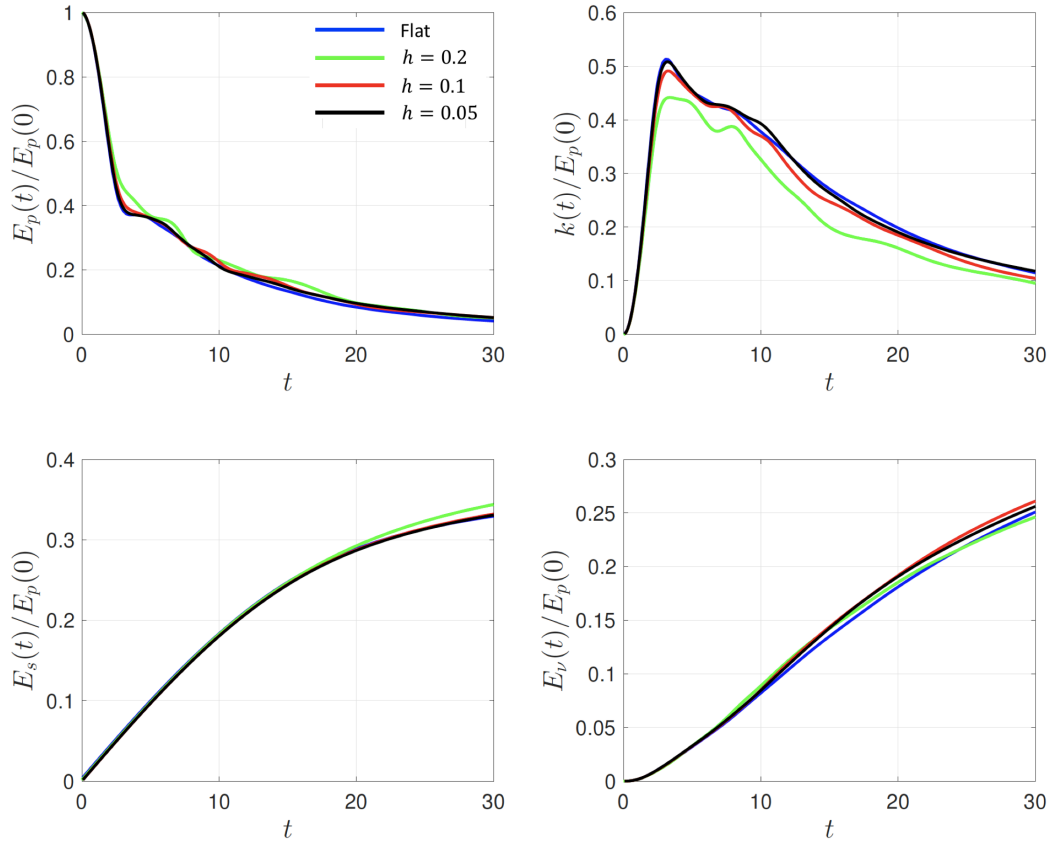 1
0.8
0.6
0.4
0.2
0
0 10 20 30
t
E_p(t)/E_p(0)
Flat
h = 0.2
h = 0.1
h = 0.05
0.6
0.5
0.4
0.3
0.2
0.1
0
0 10 20 30
t
k(t)/E_p(0)
0.4
0.3
0.2
0.1
0
0 10 20 30
t
E_s(t)/E_p(0)
0.3
0.25
0.2
0.15
0.1
0.05
0
0 10 20 30
t
E_ν(t)/E_p(0)